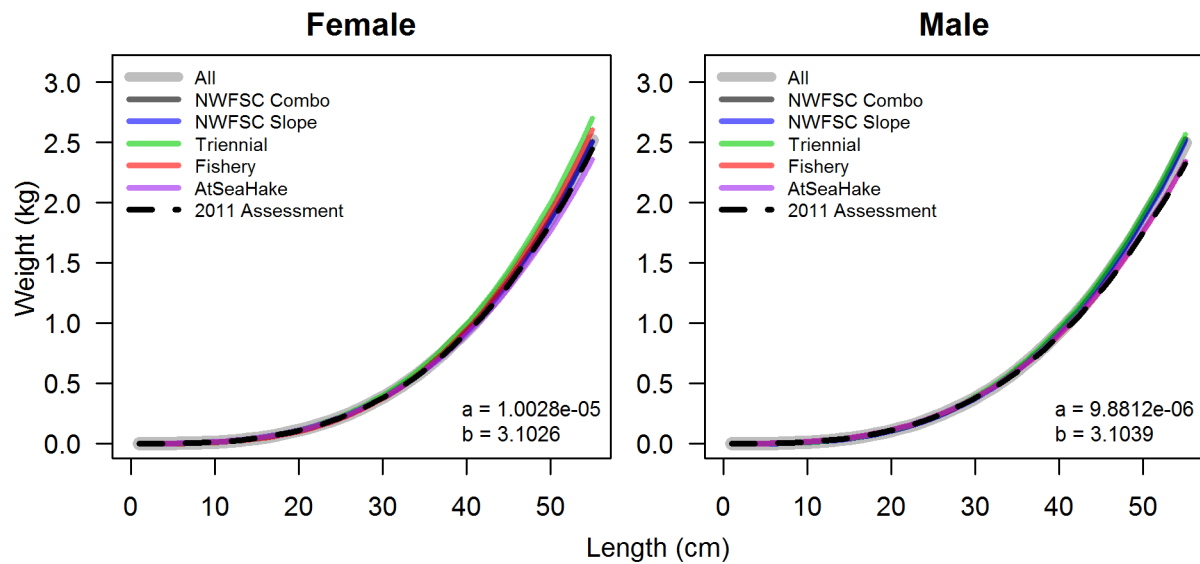 Female
Male
Weight (kg)
3.0
2.5
2.0
1.5
1.0
0.5
0.0
All
NWFSC Combo
NWFSC Slope
Triennial
Fishery
AtSeaHake
2011 Assessment
a = 1.0028e-05
b = 3.1026
0 10 20 30 40 50
3.0
2.5
2.0
1.5
1.0
0.5
0.0
All
NWFSC Combo
NWFSC Slope
Triennial
Fishery
AtSeaHake
2011 Assessment
a = 9.8812e-06
b = 3.1039
0 10 20 30 40 50
Length (cm)